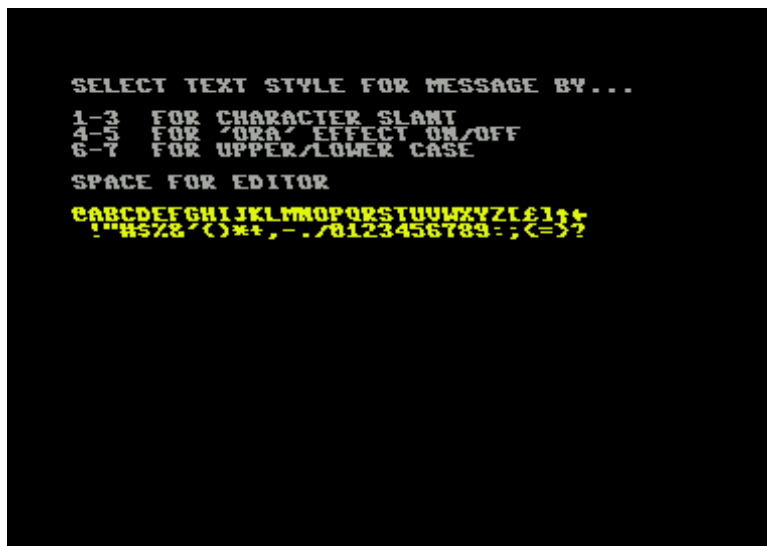 SELECT TEXT STYLE FOR MESSAGE BY...
1-3 FOR CHARACTER SLANT
4-5 FOR 'ORA' EFFECT ON/OFF
6-7 FOR UPPER/LOWER CASE
SPACE FOR EDITOR
@ABCDEFGHIJKLMNOPQRSTUVWXYZ[£]↑←
!"#$%&'()*+,-./0123456789:;<=>?